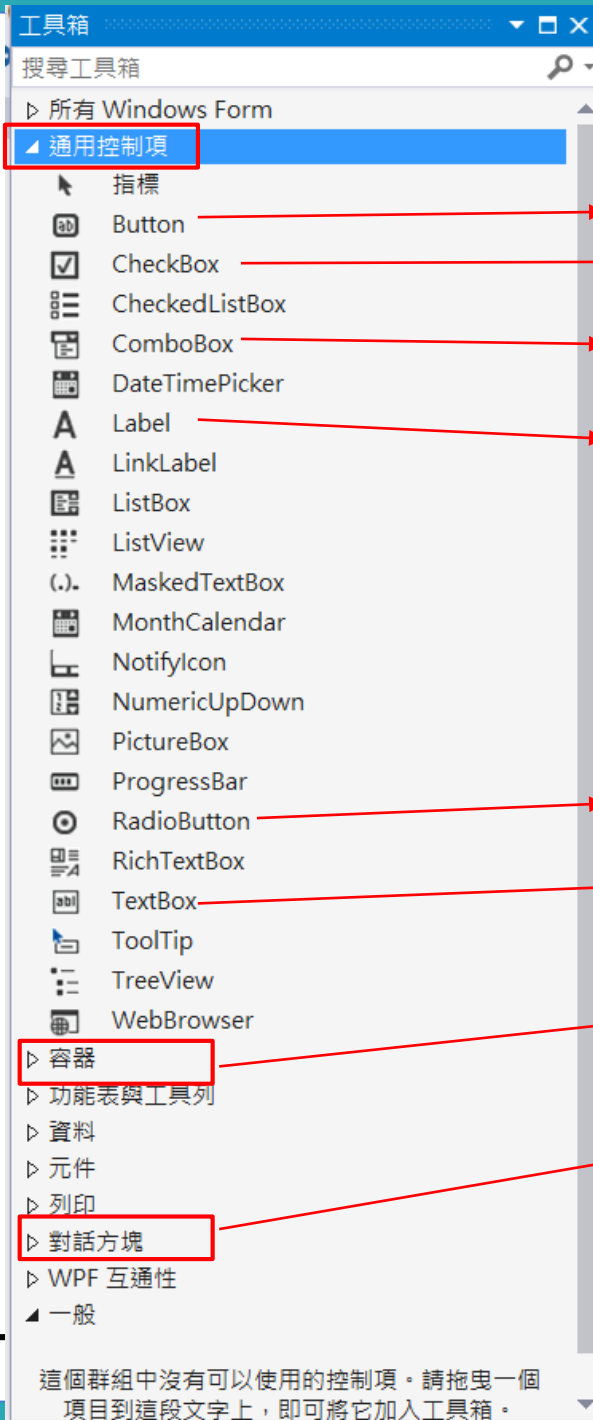 工具箱
搜尋工具箱
所有 Windows Form
通用控制項
指標
Button
CheckBox
CheckedListBox
ComboBox
DateTimePicker
Label
LinkLabel
ListBox
ListView
MaskedTextBox
MonthCalendar
NotifyIcon
NumericUpDown
PictureBox
ProgressBar
RadioButton
RichTextBox
TextBox
ToolTip
TreeView
WebBrowser
容器
功能表與工具列
資料
元件
列印
對話方塊
WPF 互通性
一般
這個群組中沒有可以使用的控制項。請拖曳一個
項目到這段文字上，即可將它加入工具箱。